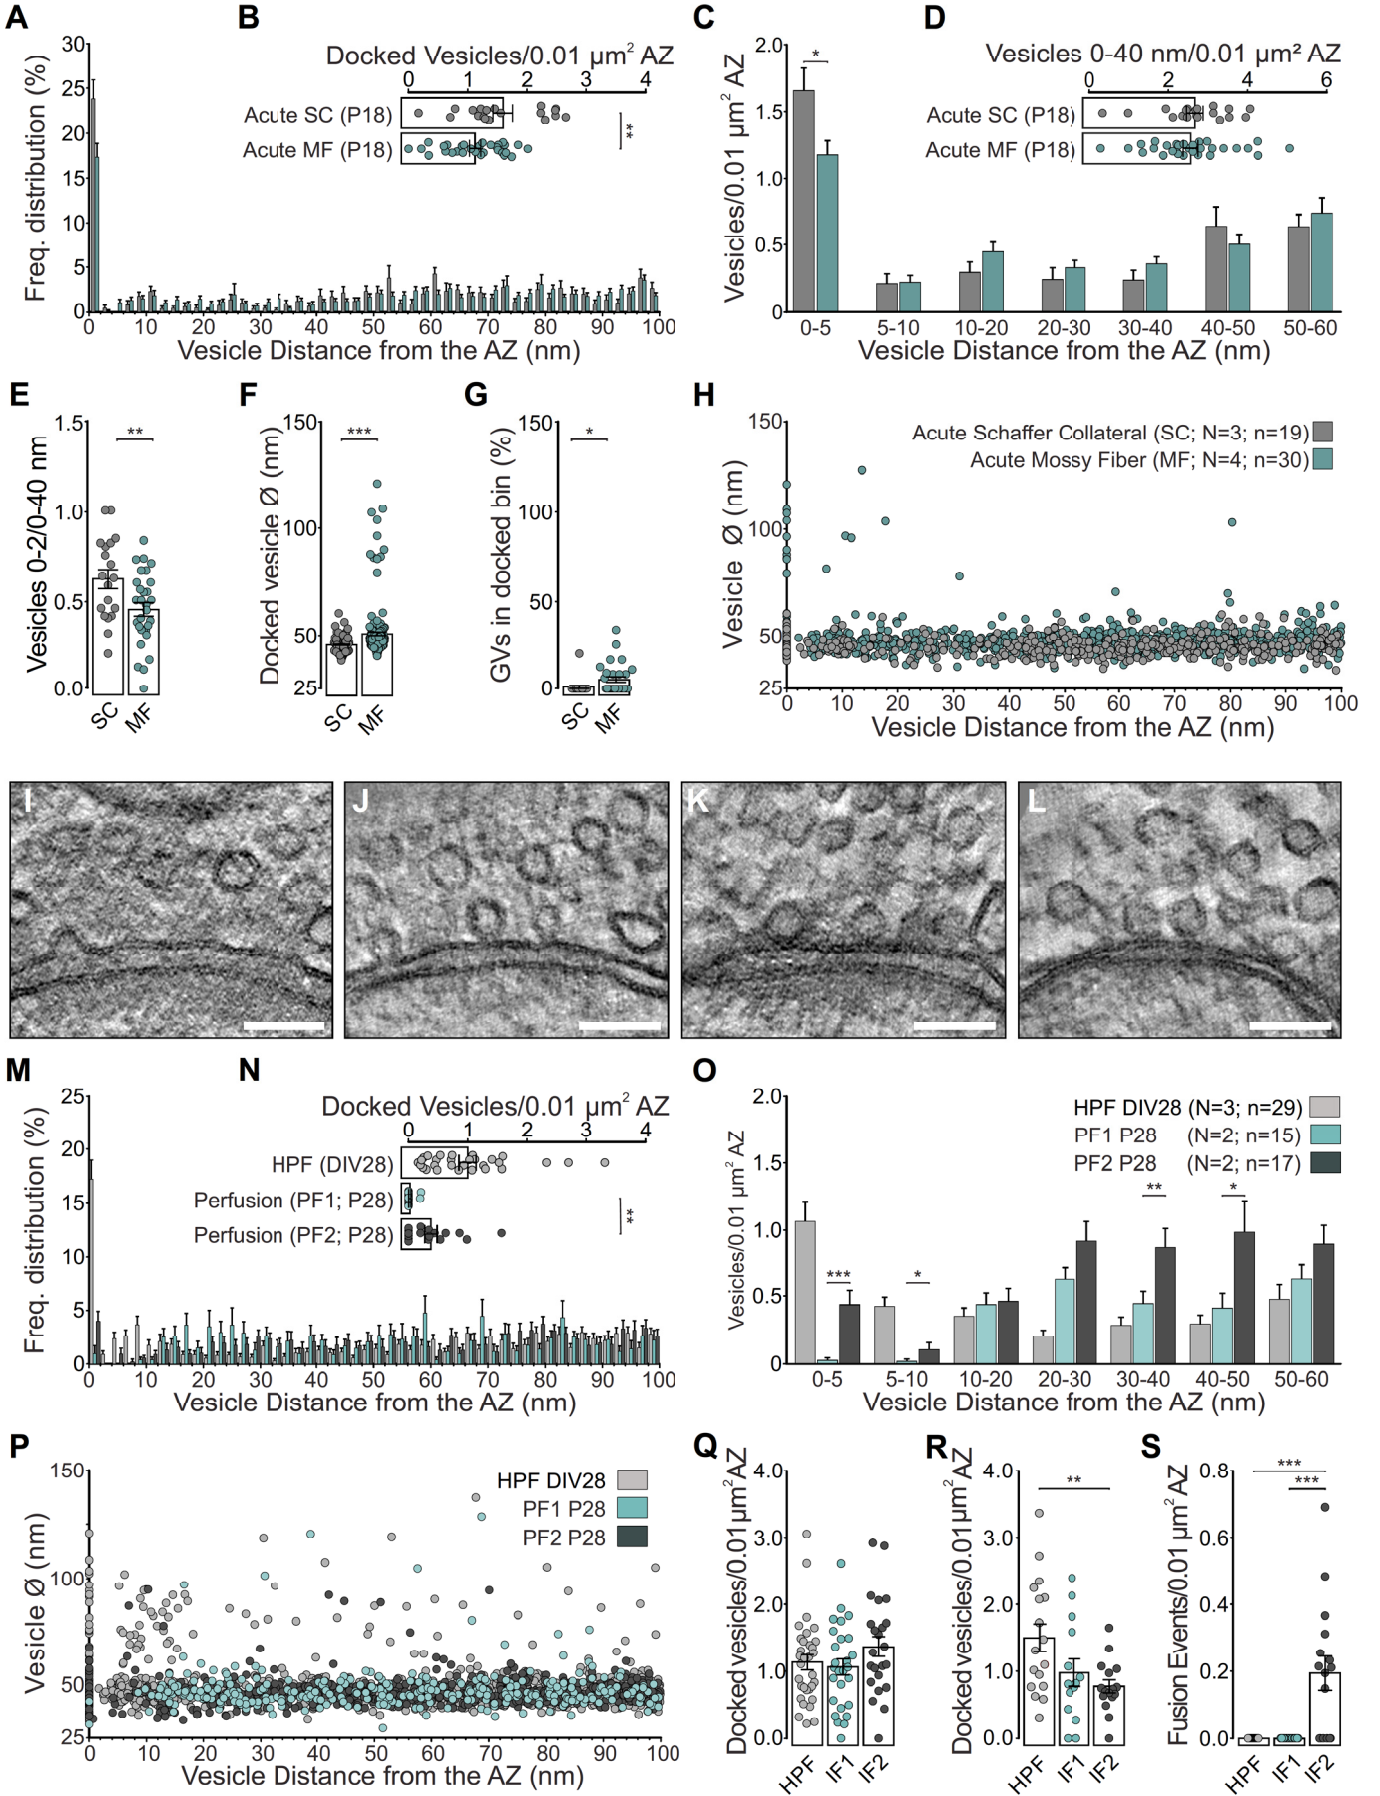 A
Freq. distribution (%)
30
25
20
15
10
5
0
0 10 20 30 40 50 60 70 80 90 100
Vesicle Distance from the AZ (nm)
B
Docked Vesicles/0.01 µm² AZ
0 1 2 3 4
Acute SC (P18)
Acute MF (P18)
**
C
Vesicles/0.01 µm² AZ
2.0
1.5
1.0
0.5
0
*
0-5 5-10 10-20 20-30 30-40 40-50 50-60
Vesicle Distance from the AZ (nm)
D
Vesicles 0-40 nm/0.01 µm² AZ
0 2 4 6
Acute SC (P18)
Acute MF (P18)
E
Vesicles 0-2/0-40 nm
1.5
1.0
0.5
0.0
**
SC MF
F
Docked vesicle Ø (nm)
150
100
50
25
***
SC MF
G
GVs in docked bin (%)
150
100
50
0
*
SC MF
H
Vesicle Ø (nm)
150
100
50
25
Acute Schaffer Collateral (SC; N=3; n=19)
Acute Mossy Fiber (MF; N=4; n=30)
0 10 20 30 40 50 60 70 80 90 100
Vesicle Distance from the AZ (nm)
I
J
K
L
M
Freq. distribution (%)
25
20
15
10
5
0
0 10 20 30 40 50 60 70 80 90 100
Vesicle Distance from the AZ (nm)
N
Docked Vesicles/0.01 µm² AZ
0 1 2 3 4
HPF (DIV28)
Perfusion (PF1; P28)
Perfusion (PF2; P28)
**
O
Vesicles/0.01 µm² AZ
2.0
1.5
1.0
0.5
0
HPF DIV28 (N=3; n=29)
PF1 P28 (N=2; n=15)
PF2 P28 (N=2; n=17)
*** * ** *
0-5 5-10 10-20 20-30 30-40 40-50 50-60
Vesicle Distance from the AZ (nm)
P
Vesicle Ø (nm)
150
100
50
25
HPF DIV28
PF1 P28
PF2 P28
0 10 20 30 40 50 60 70 80 90 100
Vesicle Distance from the AZ (nm)
Q
Docked vesicles/0.01µm² AZ
4.0
3.0
2.0
1.0
0.0
HPF IF1 IF2
R
Docked vesicles/0.01µm² AZ
4.0
3.0
2.0
1.0
0.0
**
HPF IF1 IF2
S
Fusion Events/0.01 µm² AZ
0.8
0.6
0.4
0.2
0.0
***
***
HPF IF1 IF2